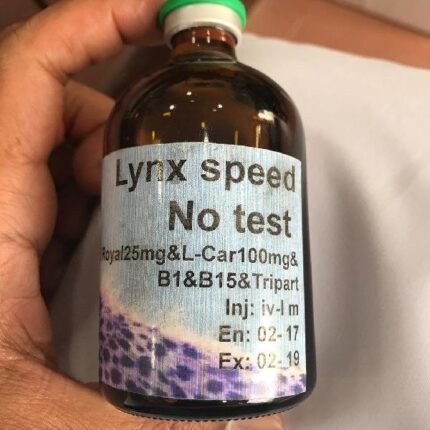 Lynx speed
No test
Royal25mg&L-Car100mg&
B1&B15&Tripart
Inj: iv-I m
En: 02-17
Ex: 02-19